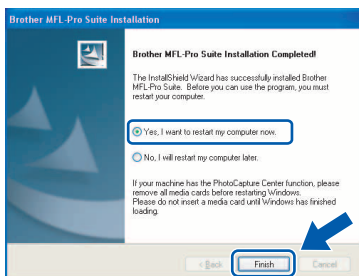 Brother MFL-Pro Suite Installation
Brother MFL-Pro Suite Installation Completed!
The InstallShield Wizard has successfully installed Brother
MFL-Pro Suite. Before you can use the program, you must
restart your computer.
Yes, I want to restart my computer now.
No, I will restart my computer later.
If your machine has the PhotoCapture Center function, please
remove all media cards before restarting Windows.
Please do not insert a media card until Windows has finished
loading.
< Back Finish Cancel